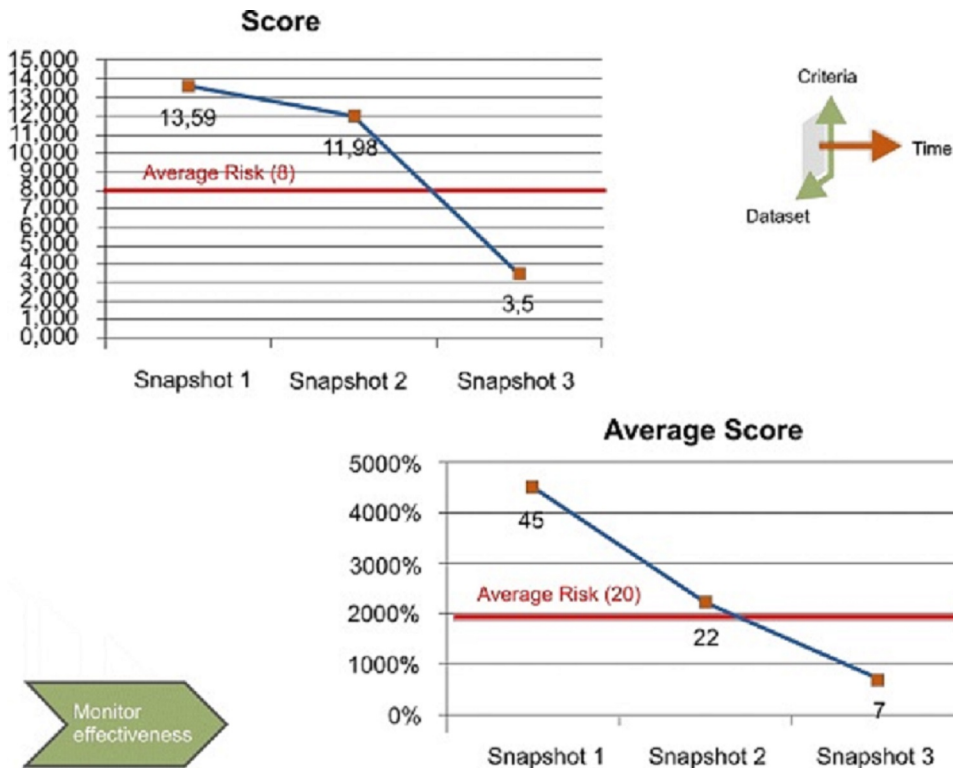 Score
15,000
14,000
13,000
12,000
11,000
10,000
9,000
8,000
7,000
6,000
5,000
4,000
3,000
2,000
1,000
0,000
13,59
11,98
Average Risk (8)
3,5
Snapshot 1
Snapshot 2
Snapshot 3
Criteria
Time
Dataset
Average Score
5000%
4000%
3000%
2000%
1000%
0%
45
Average Risk (20)
22
7
Snapshot 1
Snapshot 2
Snapshot 3
Monitor
effectiveness